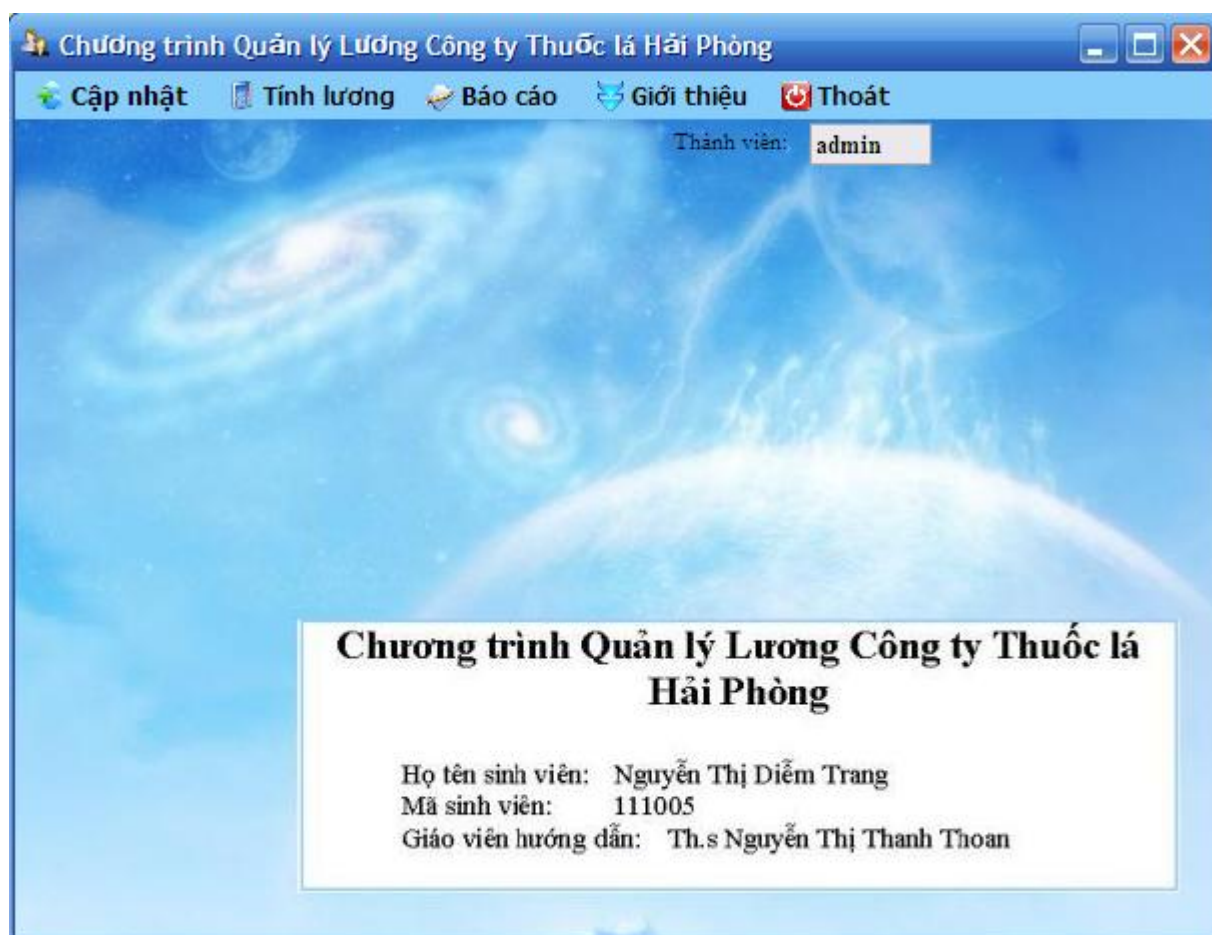 Chương trình Quản lý Lương Công ty Thuốc lá Hải Phòng
Cập nhật Tính lương Báo cáo Giới thiệu Thoát
Thành viên: admin
Chương trình Quản lý Lương Công ty Thuốc lá
Hải Phòng
Họ tên sinh viên: Nguyễn Thị Diễm Trang
Mã sinh viên: 111005
Giáo viên hướng dẫn: Th.s Nguyễn Thị Thanh Thoan